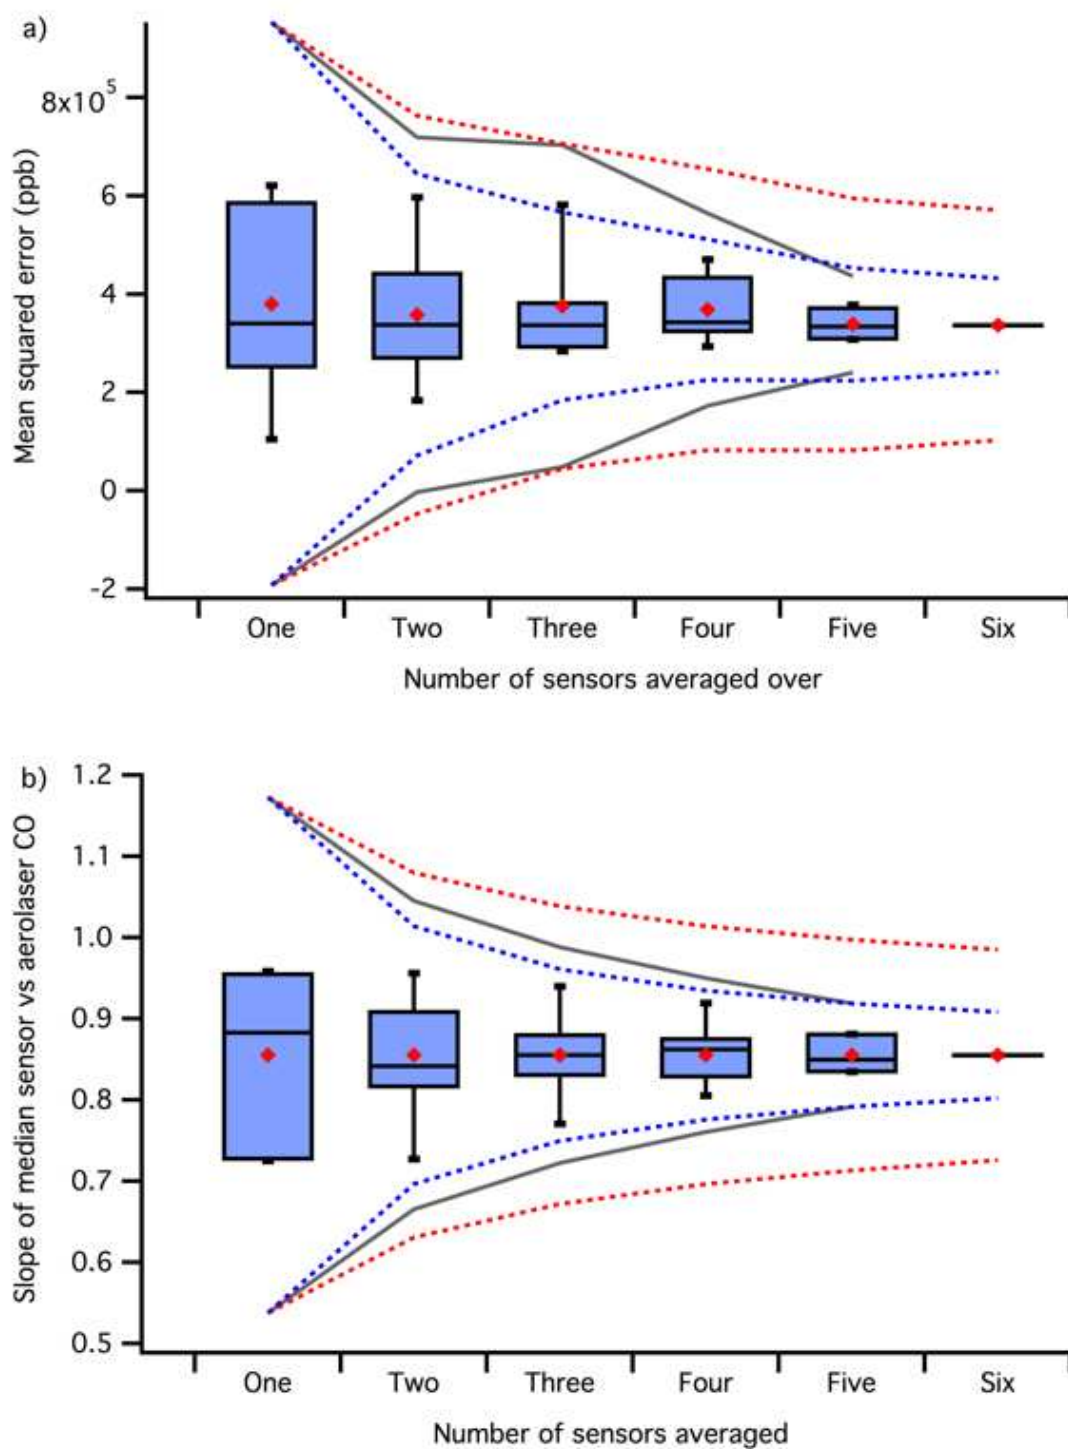 a)
8x10⁵
6
4
2
0
-2
Mean squared error (ppb)
One Two Three Four Five Six
Number of sensors averaged over
b)
1.2
1.1
1.0
0.9
0.8
0.7
0.6
0.5
Slope of median sensor vs aerolaser CO
One Two Three Four Five Six
Number of sensors averaged